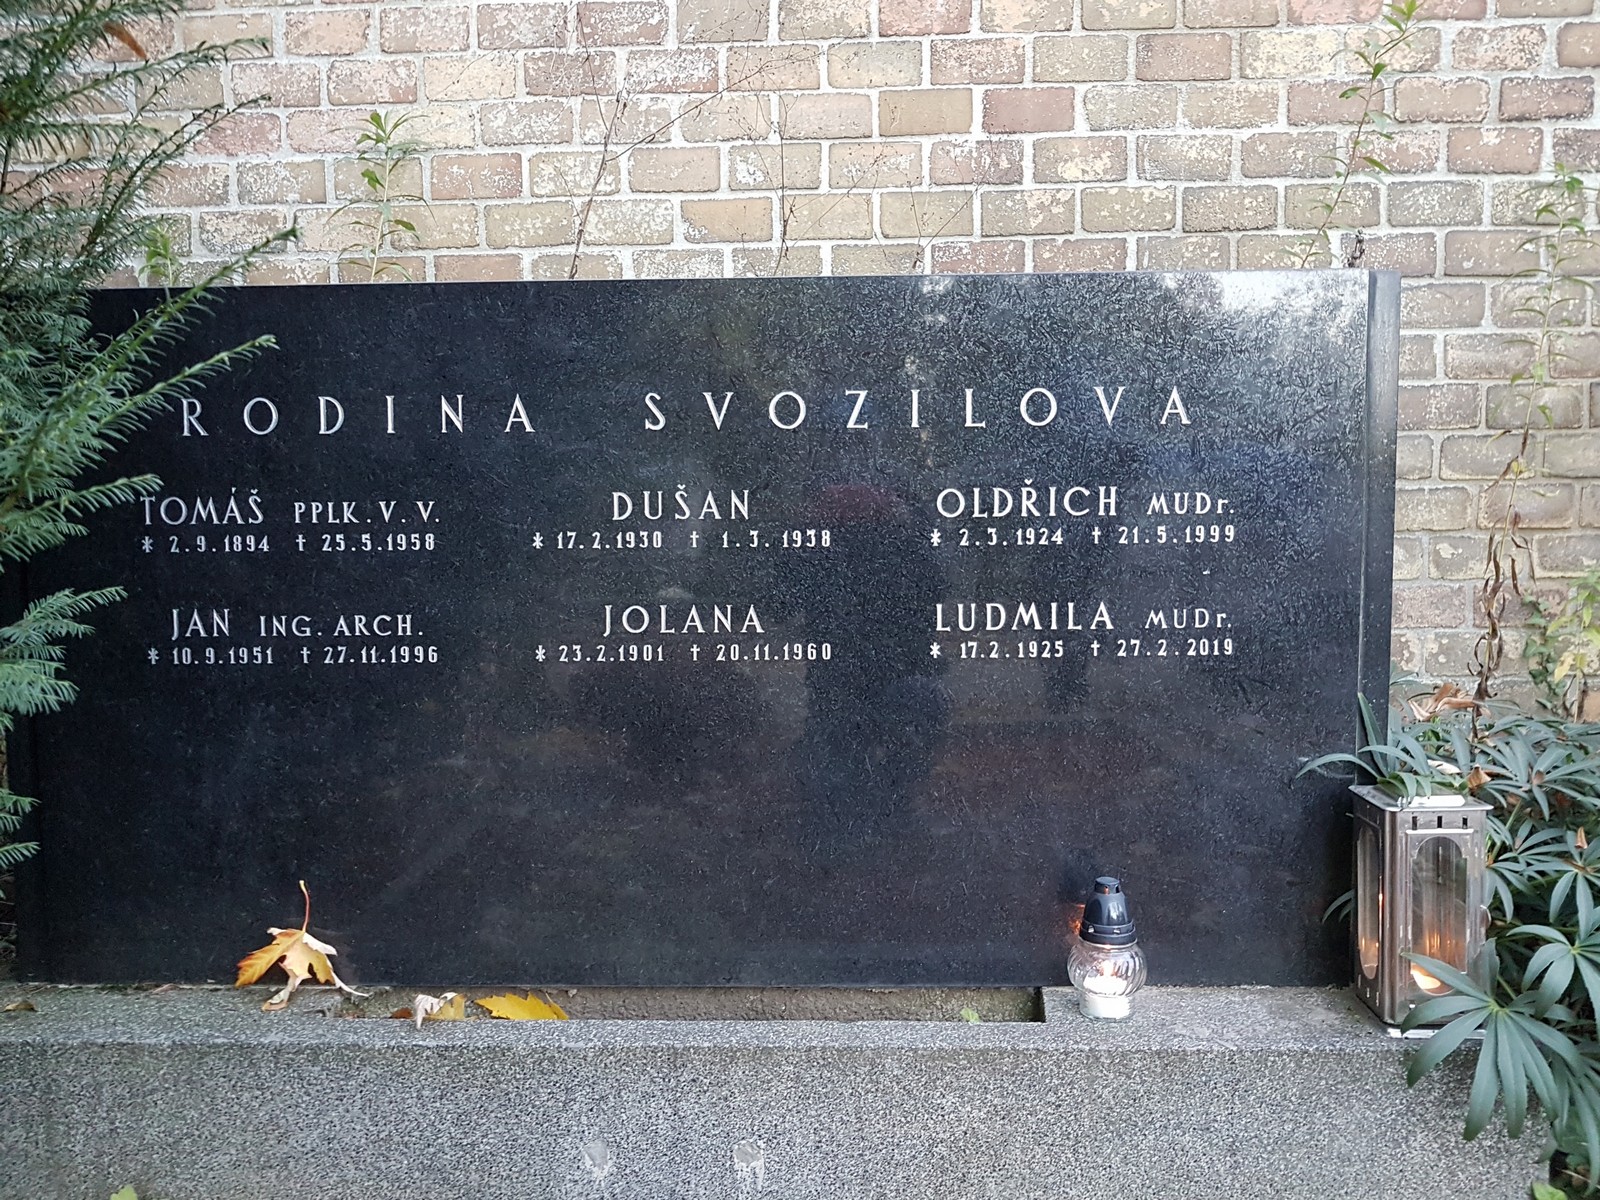 RODINA SVOZILOVA
TOMÁŠ PPLK. V. V.
* 2.9.1894 † 25.5.1958
DUŠAN
* 17.2.1930 † 1.3.1938
OLDŘICH MUDr.
* 2.3.1924 † 21.5.1999
JAN ING. ARCH.
* 10.9.1951 † 27.11.1996
JOLANA
* 23.2.1901 † 20.11.1960
LUDMILA MUDr.
* 17.2.1925 † 27.2.2019